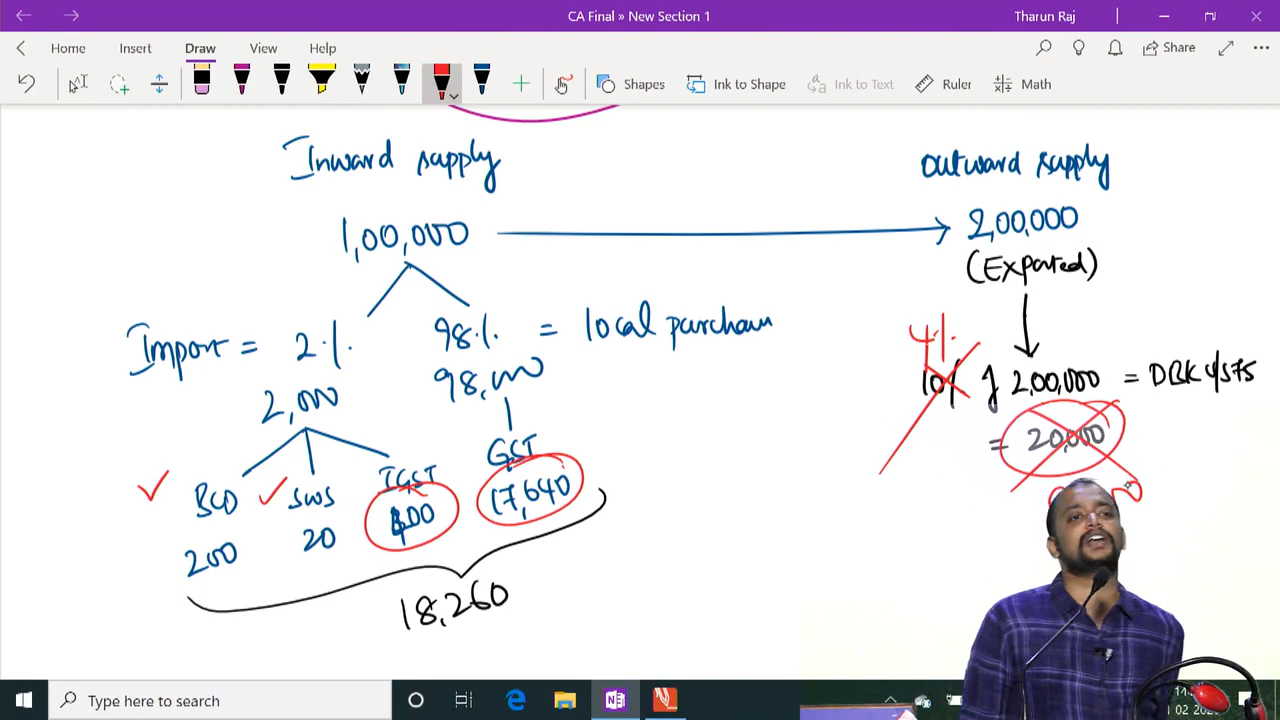 CA Final » New Section 1
Tharun Raj
Home Insert Draw View Help
Share
Shapes
Ink to Shape
Ink to Text
Ruler
Math
Inward supply
outward supply
1,00,000
2,00,000
(Exported)
Import = 2%
98% = local purchase
2,000
98,000
4%
10% of 2,00,000 = DBK u/s 75
= 20,000
BCD
SWS
IGST
GST
200
20
400
17,640
18,260
Type here to search